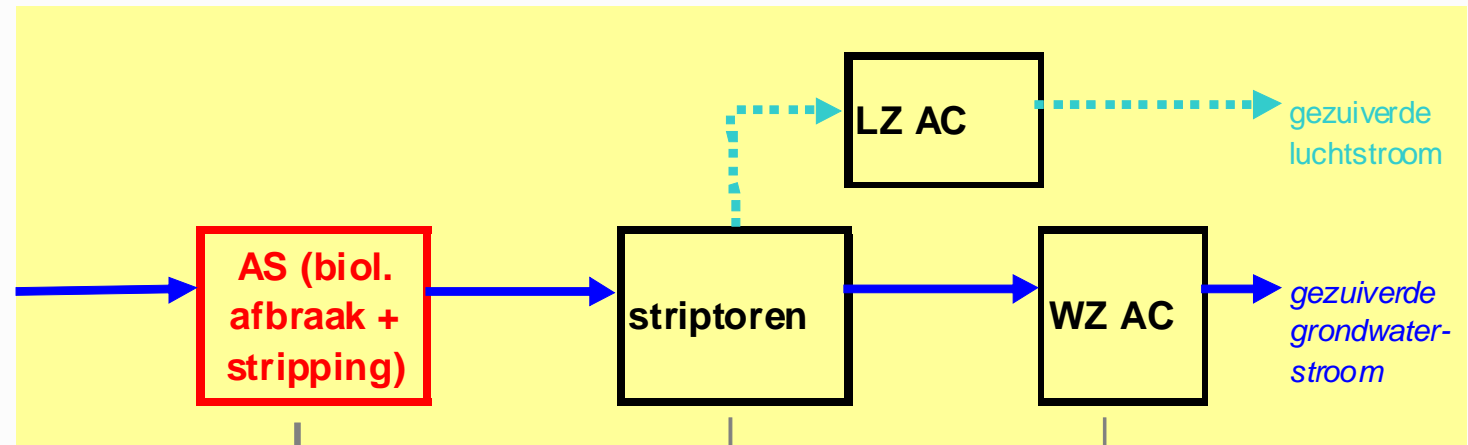 LZ AC
gezuiverde
luchtstroom
AS (biol.
afbraak +
stripping)
striptoren
WZ AC
gezuiverde
grondwater-
stroom